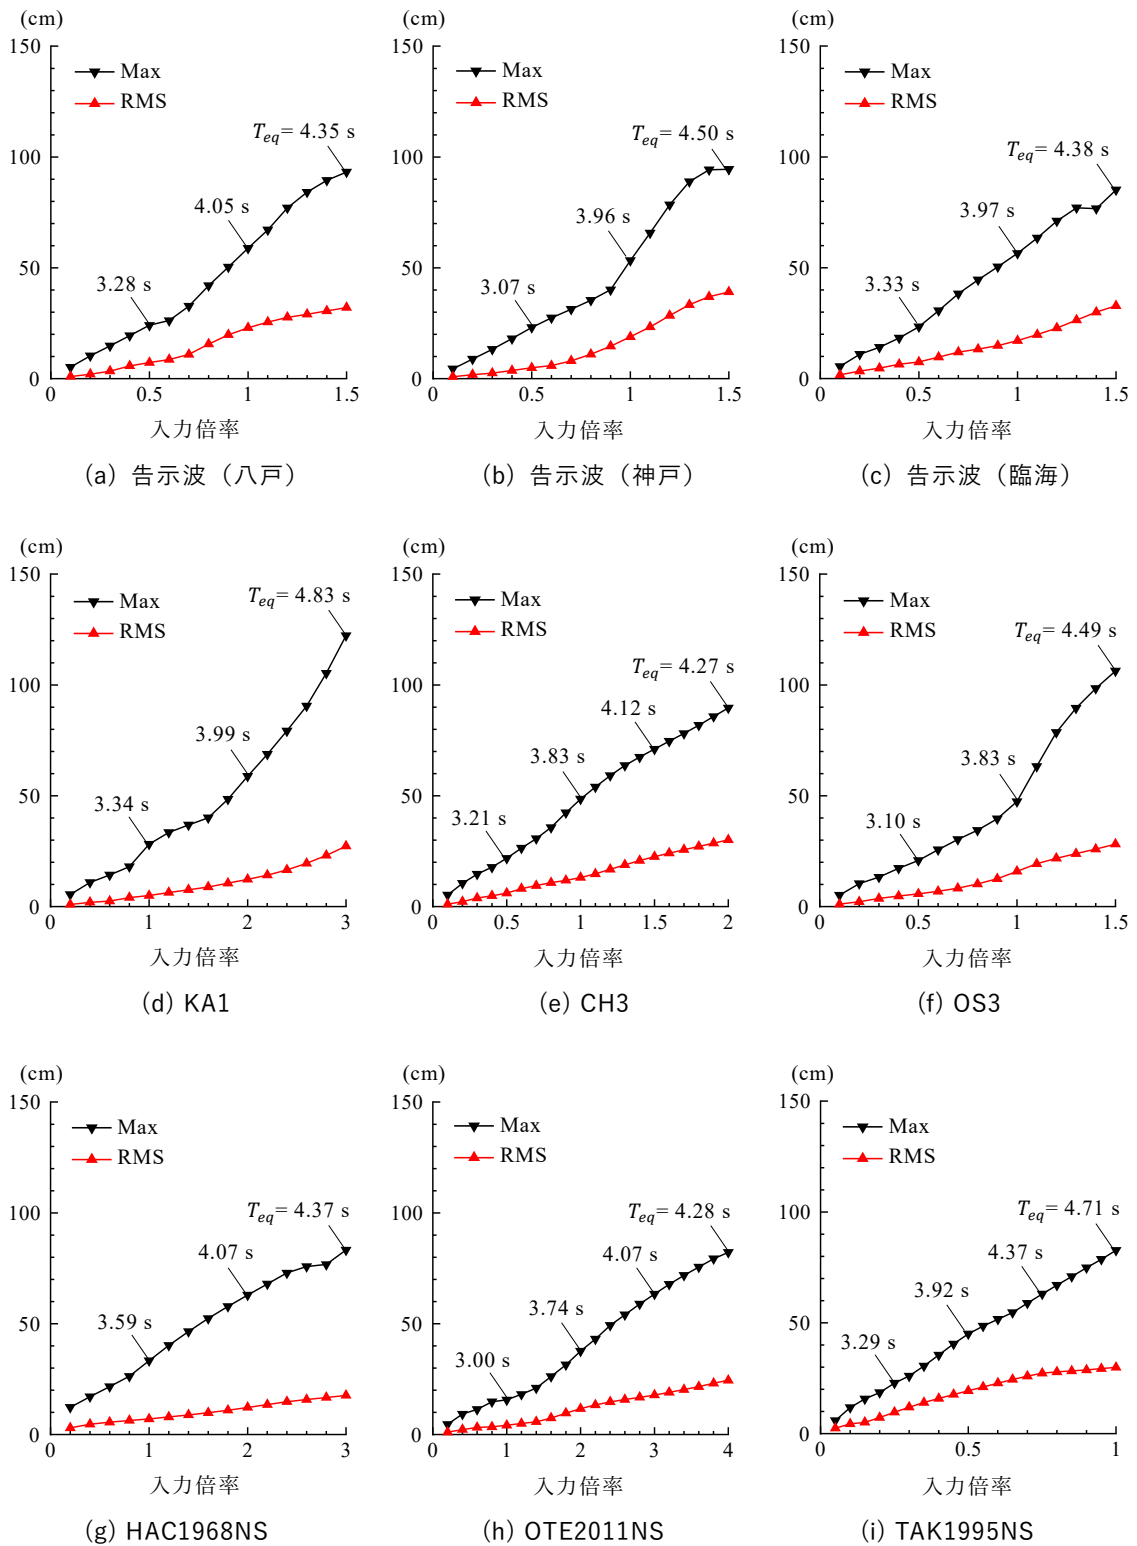 (cm)
150
100
50
0
Max
RMS
T_eq= 4.35 s
4.05 s
3.28 s
0 0.5 1 1.5
入力倍率
(a) 告示波（八戸）
(cm)
150
100
50
0
Max
RMS
T_eq= 4.50 s
3.96 s
3.07 s
0 0.5 1 1.5
入力倍率
(b) 告示波（神戸）
(cm)
150
100
50
0
Max
RMS
T_eq= 4.38 s
3.97 s
3.33 s
0 0.5 1 1.5
入力倍率
(c) 告示波（臨海）
(cm)
150
100
50
0
Max
RMS
T_eq= 4.83 s
3.99 s
3.34 s
0 1 2 3
入力倍率
(d) KA1
(cm)
150
100
50
0
Max
RMS
T_eq= 4.27 s
4.12 s
3.83 s
3.21 s
0 0.5 1 1.5 2
入力倍率
(e) CH3
(cm)
150
100
50
0
Max
RMS
T_eq= 4.49 s
3.83 s
3.10 s
0 0.5 1 1.5
入力倍率
(f) OS3
(cm)
150
100
50
0
Max
RMS
T_eq= 4.37 s
4.07 s
3.59 s
0 1 2 3
入力倍率
(g) HAC1968NS
(cm)
150
100
50
0
Max
RMS
T_eq= 4.28 s
4.07 s
3.74 s
3.00 s
0 1 2 3 4
入力倍率
(h) OTE2011NS
(cm)
150
100
50
0
Max
RMS
T_eq= 4.71 s
4.37 s
3.92 s
3.29 s
0 0.5 1
入力倍率
(i) TAK1995NS